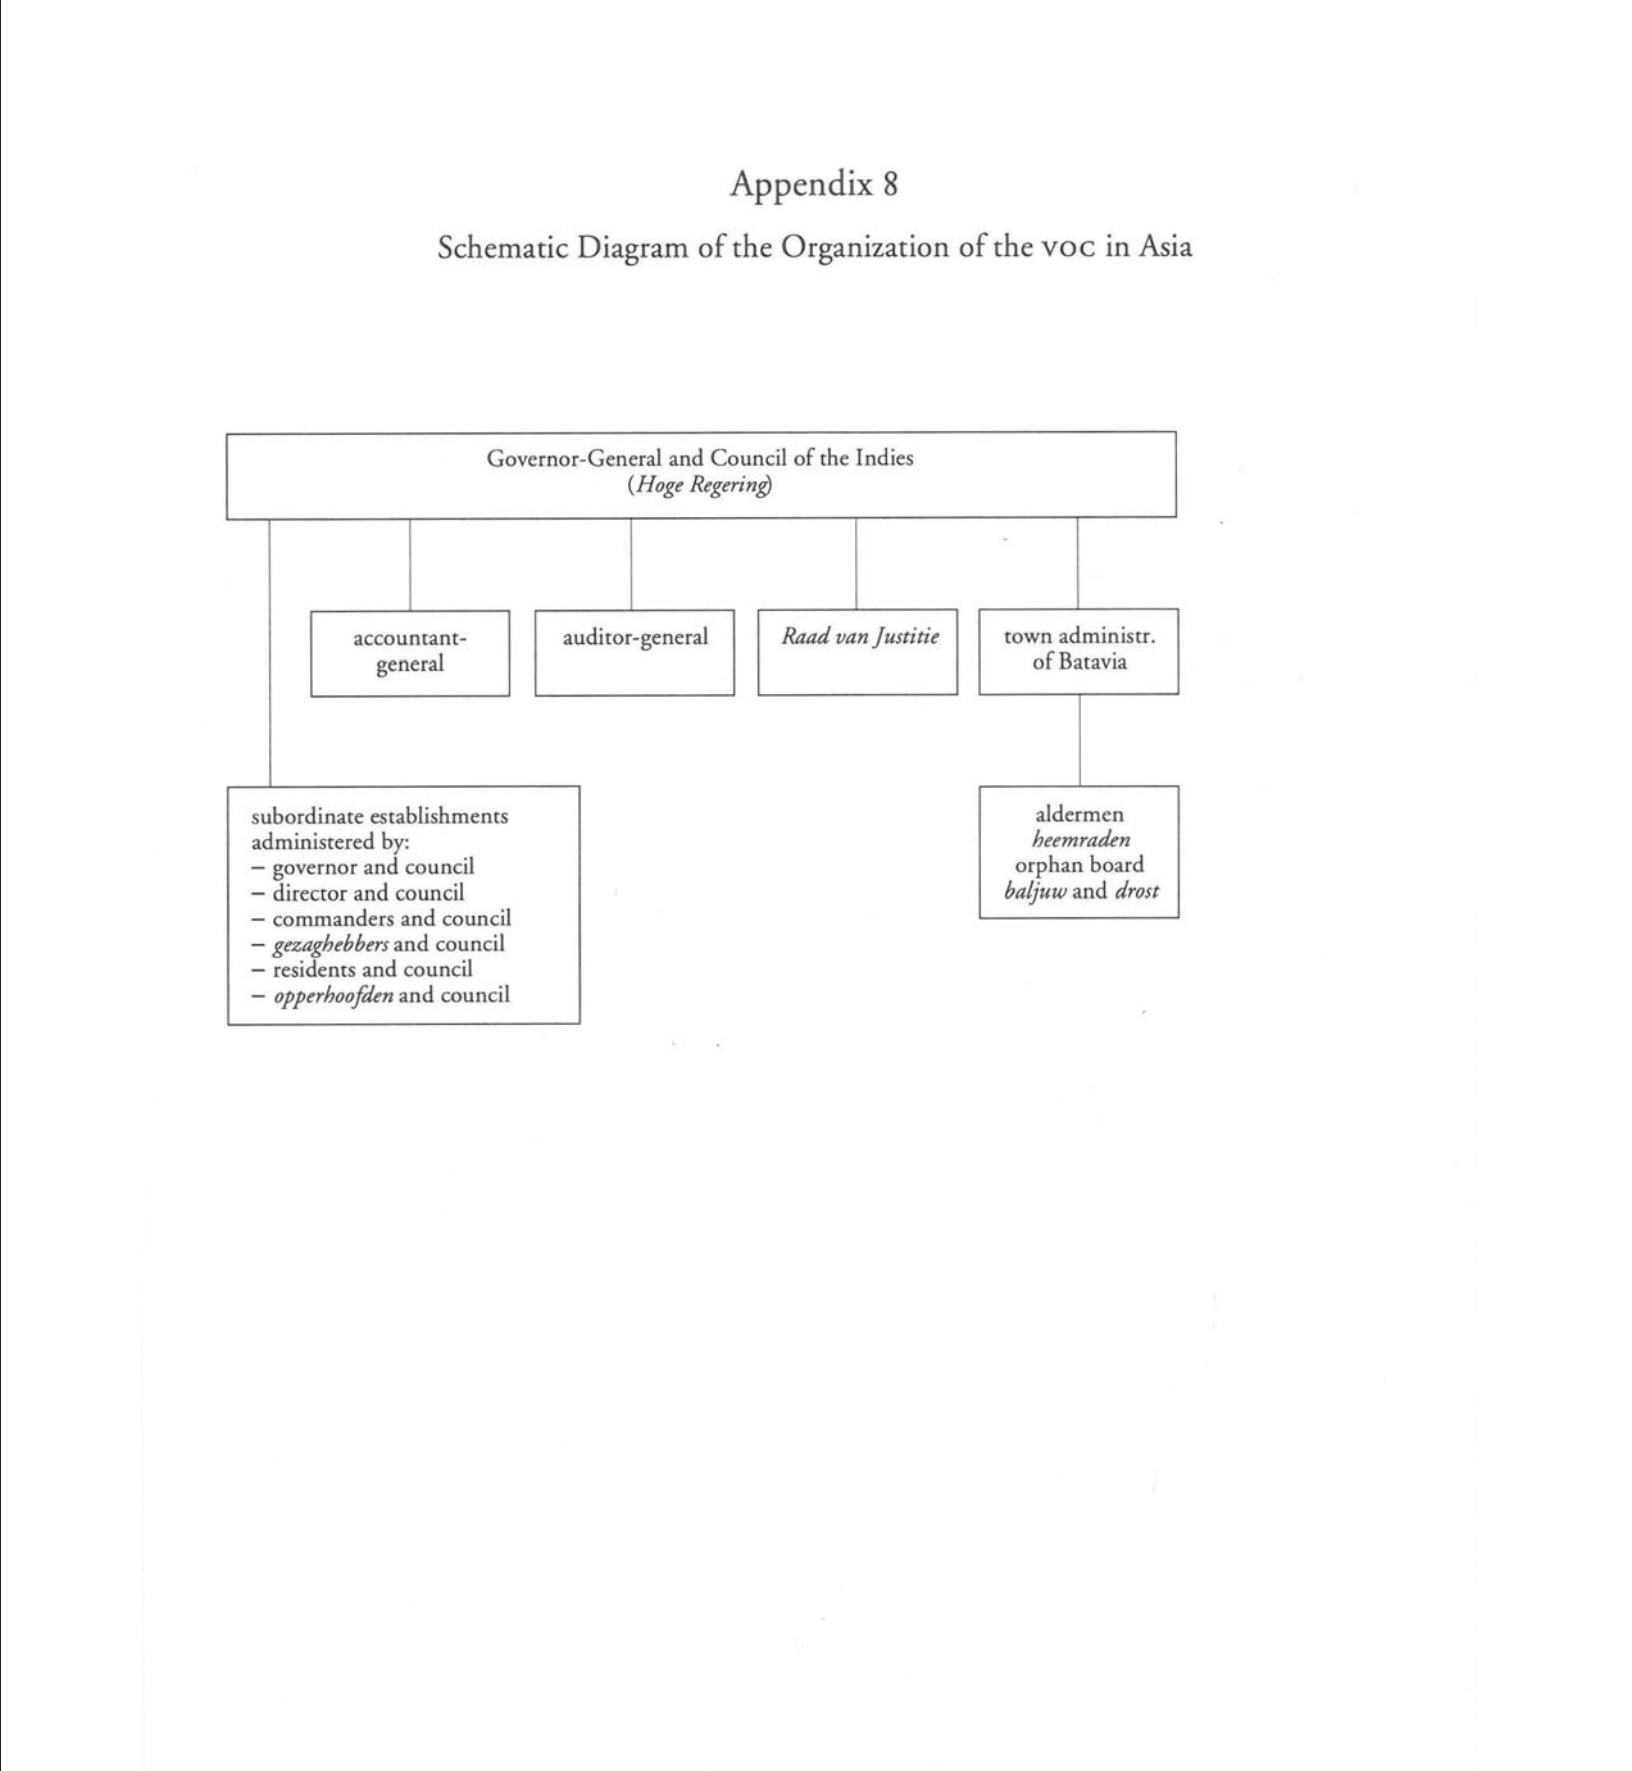 Appendix 8
Schematic Diagram of the Organization of the VOC in Asia
Governor-General and Council of the Indies
(Hoge Regering)
accountant-
general
auditor-general
Raad van Justitie
town administr.
of Batavia
subordinate establishments
administered by:
– governor and council
– director and council
– commanders and council
– gezaghebbers and council
– residents and council
– opperhoofden and council
aldermen
heemraden
orphan board
baljuw and drost